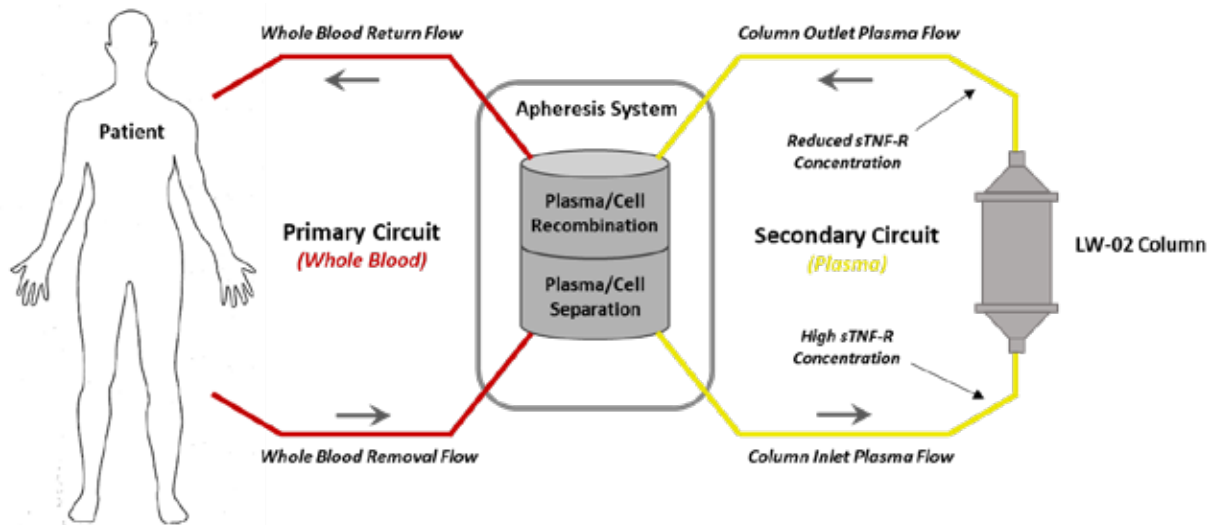 Whole Blood Return Flow
Column Outlet Plasma Flow
Apheresis System
Patient
Reduced sTNF-R
Concentration
Plasma/Cell
Recombination
Primary Circuit
(Whole Blood)
Secondary Circuit
(Plasma)
LW-02 Column
Plasma/Cell
Separation
High sTNF-R
Concentration
Whole Blood Removal Flow
Column Inlet Plasma Flow